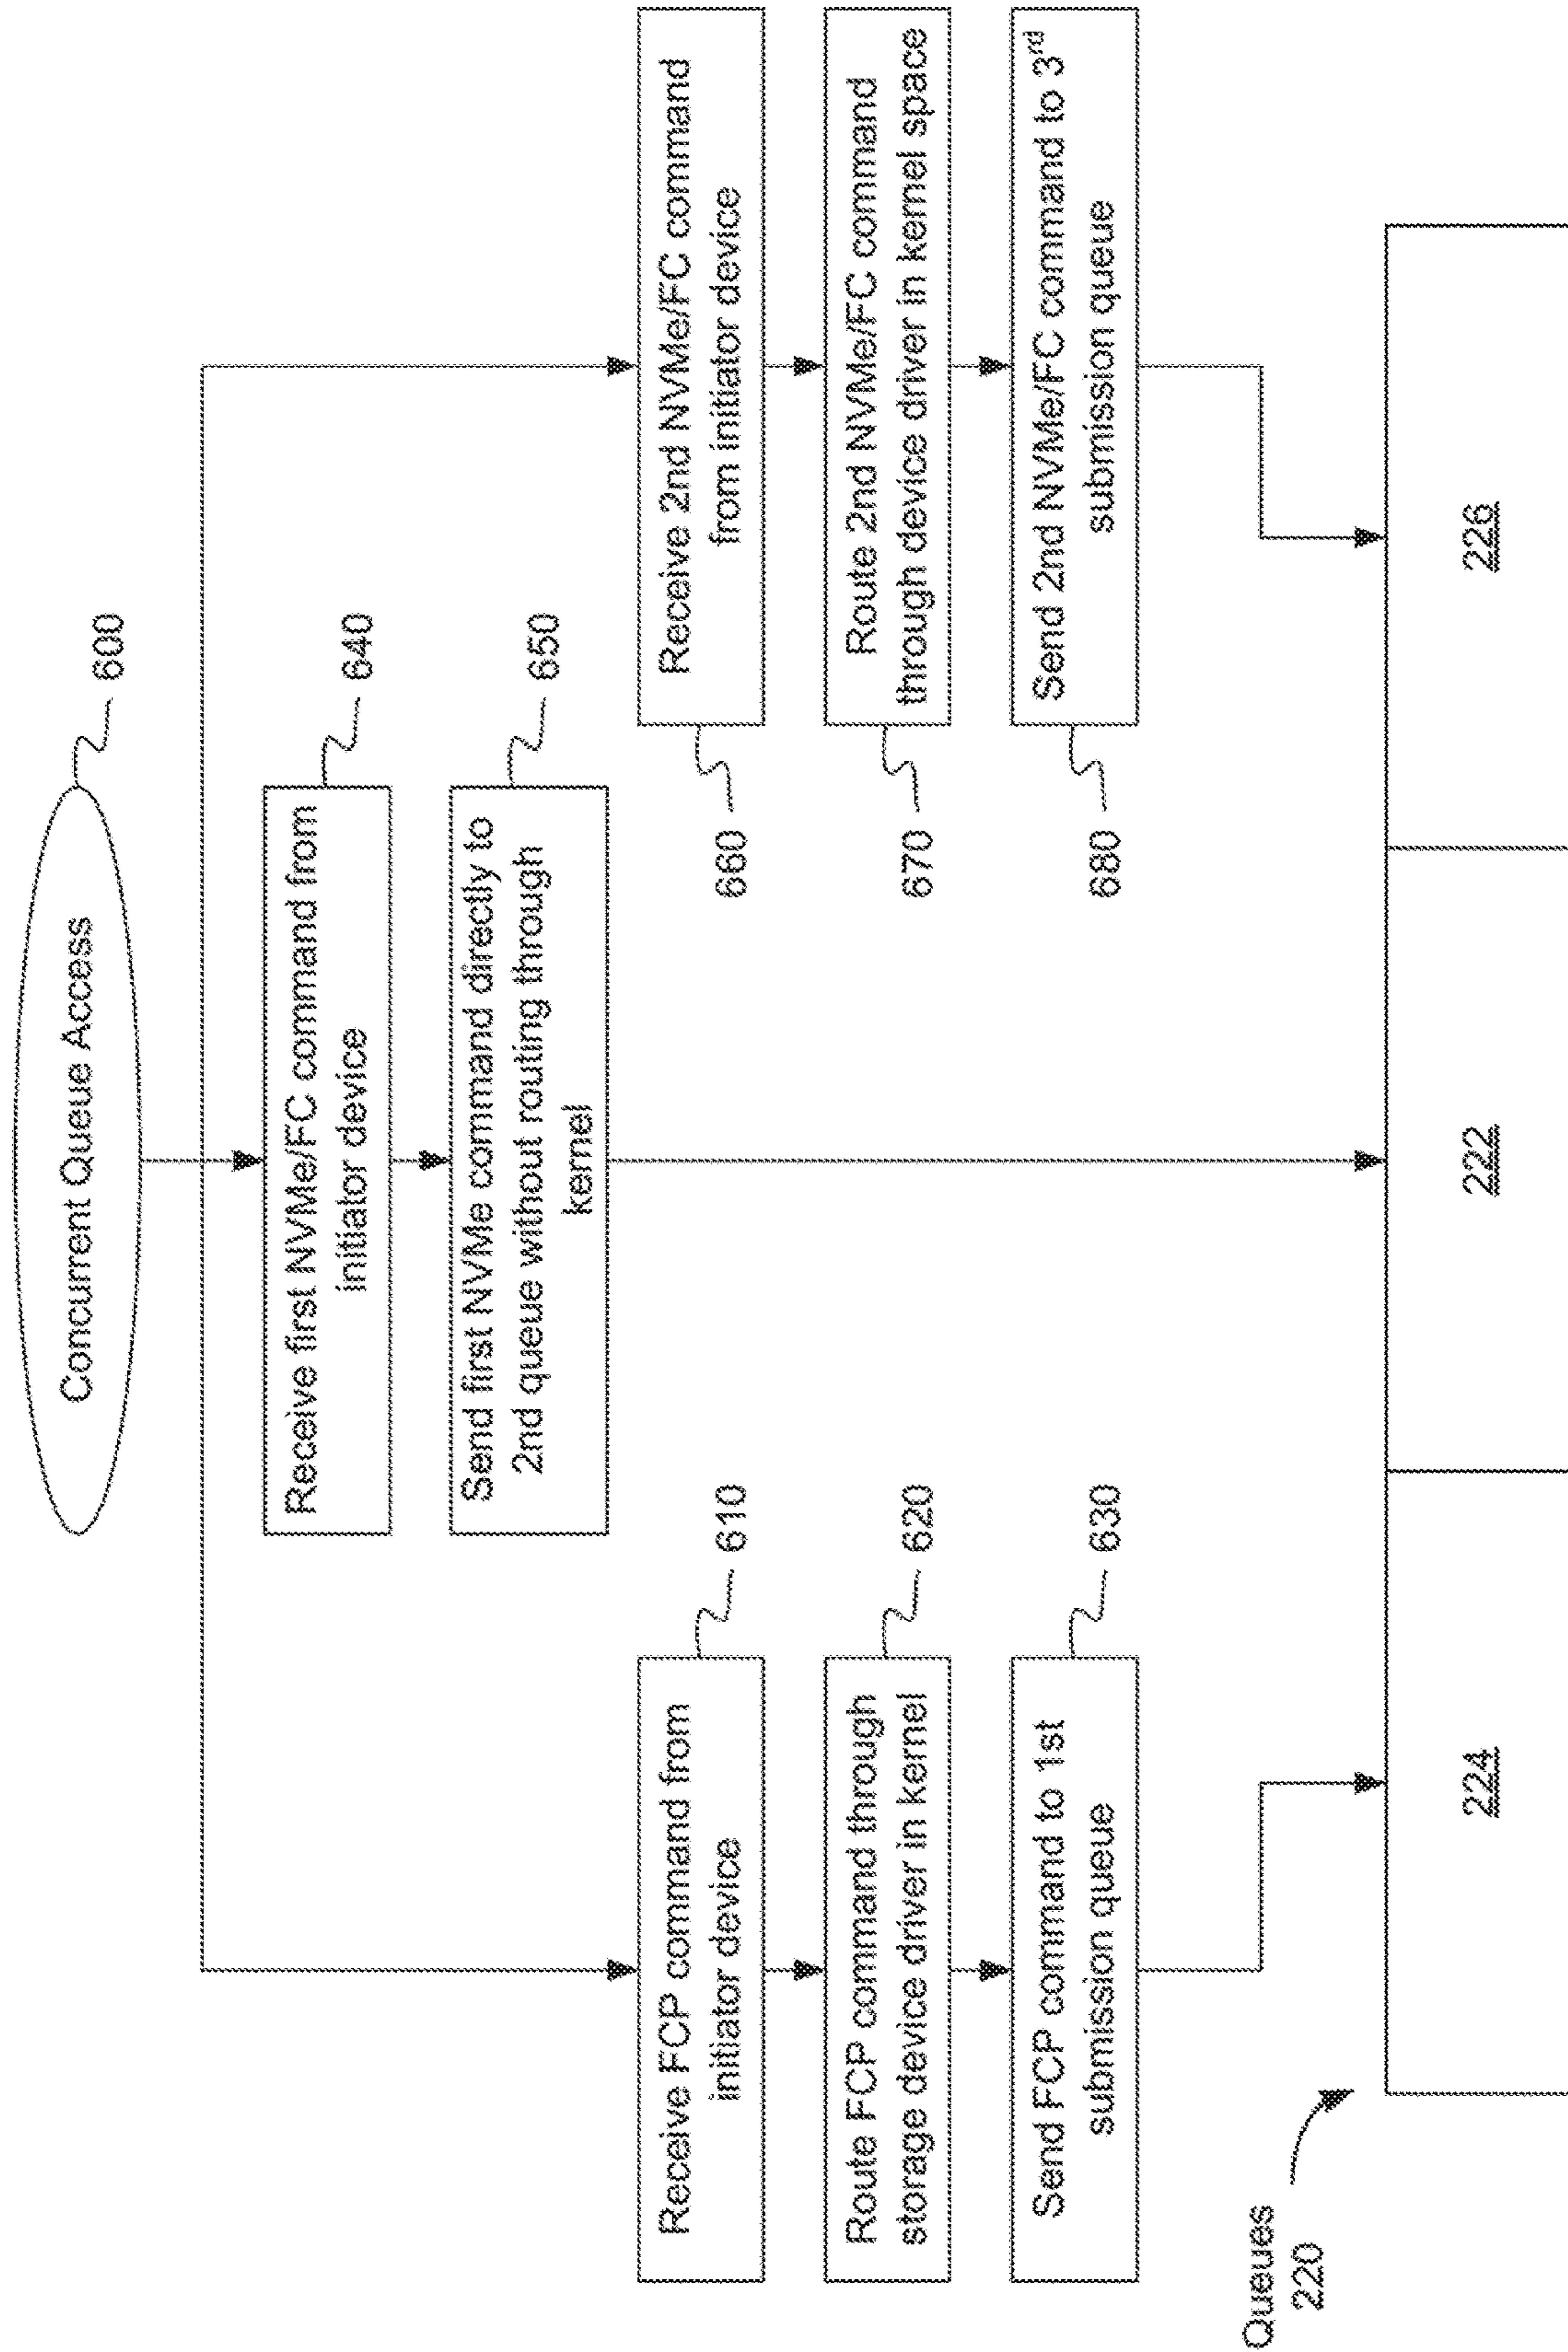 Concurrent Queue Access
600
Receive first NVMe/FC command from
initiator device
640
Send first NVMe command directly to
2nd queue without routing through
kernel
650
Receive FCP command from
initiator device
610
Route FCP command through
storage device driver in kernel
620
Send FCP command to 1st
submission queue
630
660
Receive 2nd NVMe/FC command
from initiator device
670
Route 2nd NVMe/FC command
through device driver in kernel space
680
Send 2nd NVMe/FC command to 3rd
submission queue
Queues
220
224
222
226